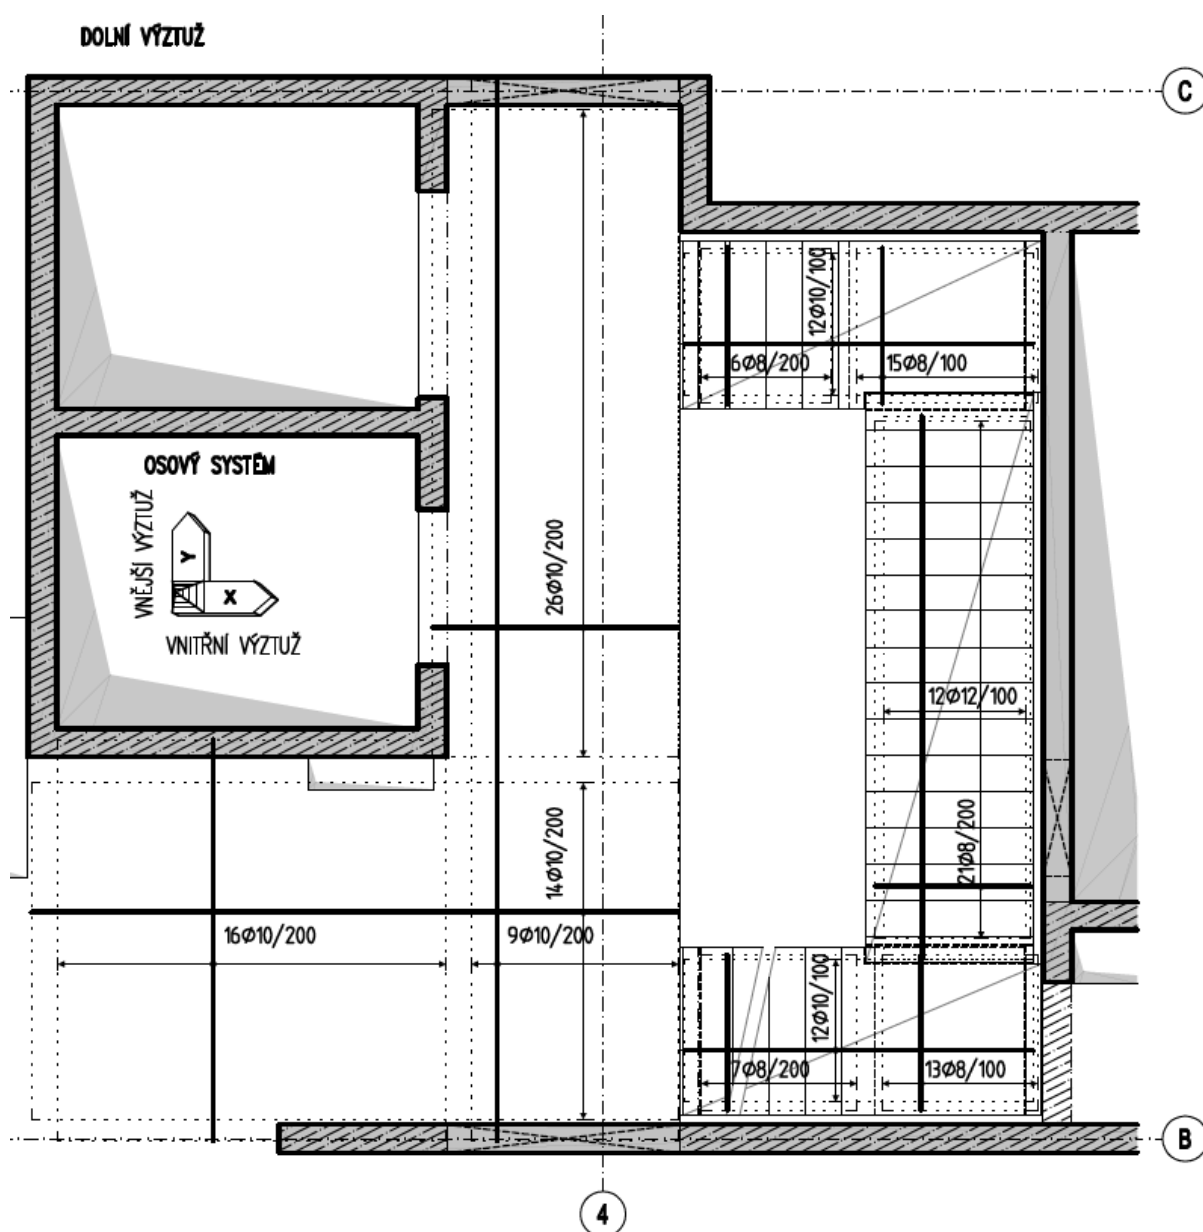 DOLNÍ VÝZTUŽ
C
12Ø10/100
6Ø8/200
15Ø8/100
OSOVÝ SYSTÉM
VNĚJŠÍ VÝZTUŽ
Y
X
VNITŘNÍ VÝZTUŽ
26Ø10/200
12Ø12/100
14Ø10/200
21Ø8/200
16Ø10/200
9Ø10/200
12Ø10/100
7Ø8/200
13Ø8/100
B
4